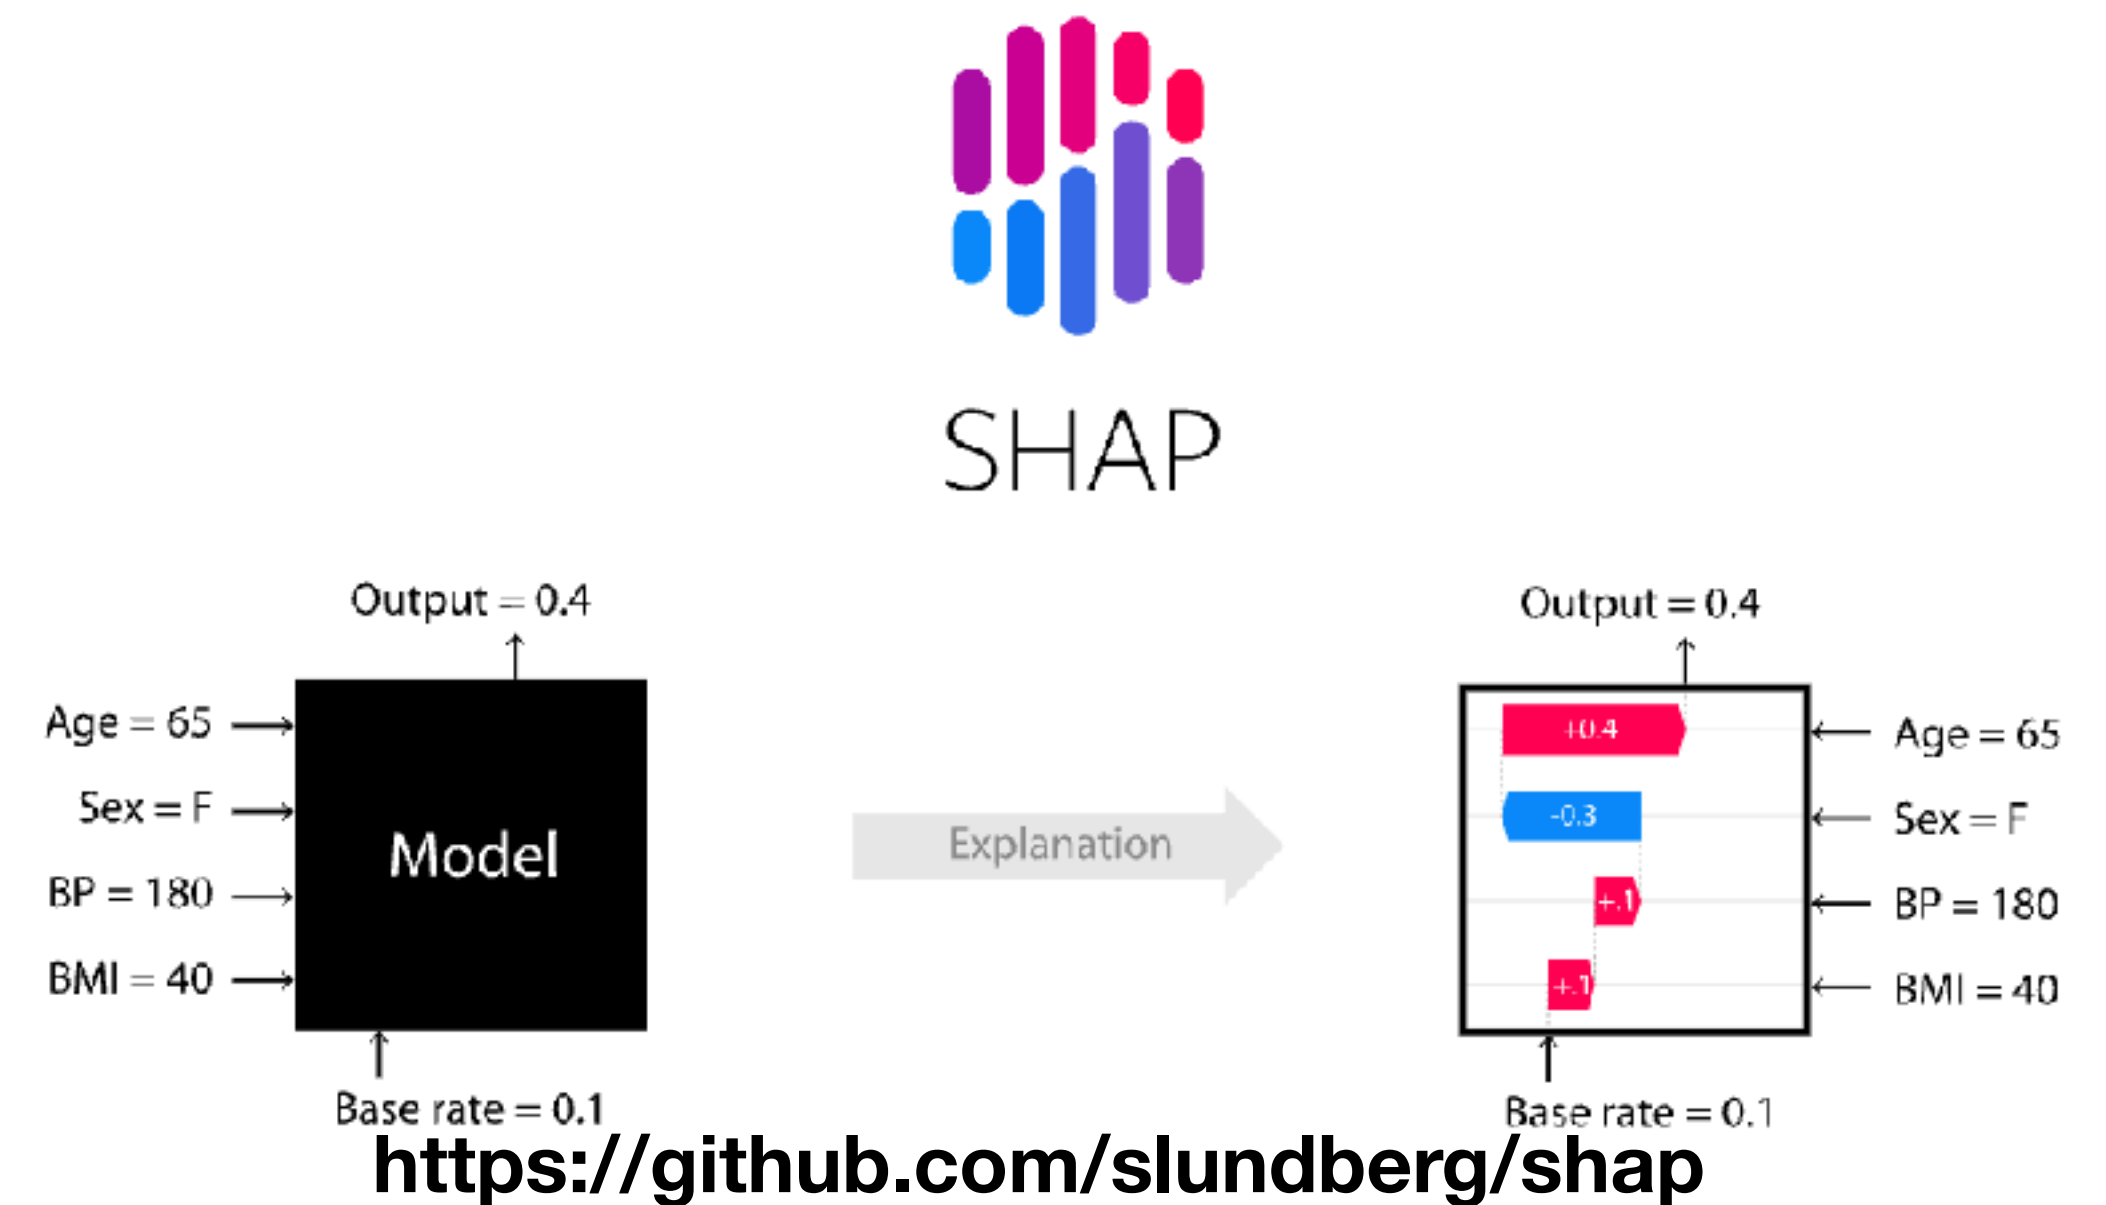 SHAP
Output = 0.4
Age = 65
Sex = F
BP = 180
BMI = 40
Model
Base rate = 0.1
Explanation
Output = 0.4
+0.4
-0.3
+.1
+.1
Age = 65
Sex = F
BP = 180
BMI = 40
Base rate = 0.1
https://github.com/slundberg/shap